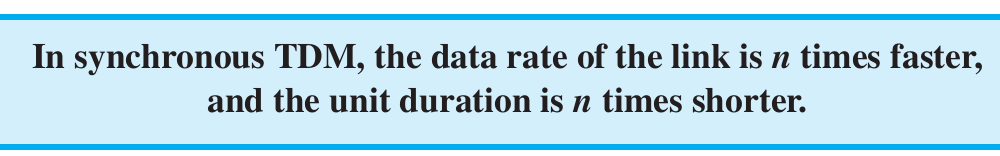 In synchronous TDM, the data rate of the link is n times faster,
and the unit duration is n times shorter.